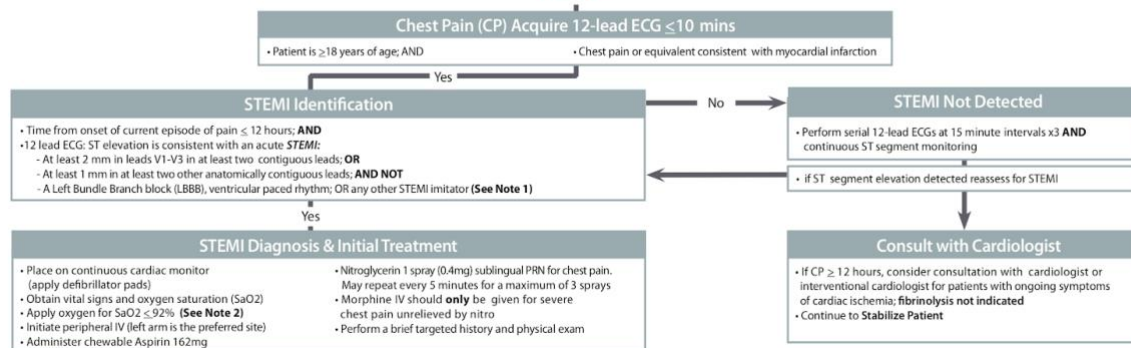 Chest Pain (CP) Acquire 12-lead ECG ≤10 mins
• Patient is ≥18 years of age; AND
• Chest pain or equivalent consistent with myocardial infarction
Yes
STEMI Identification
• Time from onset of current episode of pain ≤ 12 hours; AND
•12 lead ECG: ST elevation is consistent with an acute STEMI:
- At least 2 mm in leads V1-V3 in at least two contiguous leads; OR
- At least 1 mm in at least two other anatomically contiguous leads; AND NOT
- A Left Bundle Branch block (LBBB), ventricular paced rhythm; OR any other STEMI imitator (See Note 1)
No
STEMI Not Detected
• Perform serial 12-lead ECGs at 15 minute intervals x3 AND
continuous ST segment monitoring
• if ST segment elevation detected reassess for STEMI
Yes
STEMI Diagnosis & Initial Treatment
• Place on continuous cardiac monitor
(apply defibrillator pads)
• Obtain vital signs and oxygen saturation (SaO2)
• Apply oxygen for SaO2 ≤92% (See Note 2)
• Initiate peripheral IV (left arm is the preferred site)
• Administer chewable Aspirin 162mg
• Nitroglycerin 1 spray (0.4mg) sublingual PRN for chest pain.
May repeat every 5 minutes for a maximum of 3 sprays
• Morphine IV should only be given for severe
chest pain unrelieved by nitro
• Perform a brief targeted history and physical exam
Consult with Cardiologist
• If CP ≥ 12 hours, consider consultation with cardiologist or
interventional cardiologist for patients with ongoing symptoms
of cardiac ischemia; fibrinolysis not indicated
• Continue to Stabilize Patient